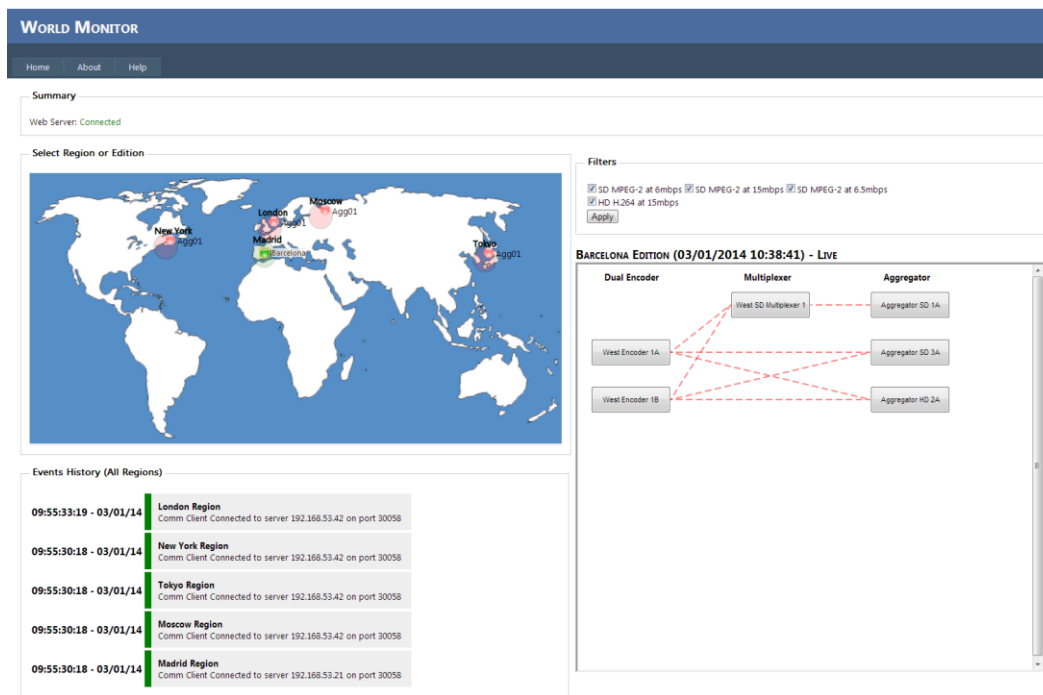 World Monitor
Home About Help
Summary
Web Server: Connected
Select Region or Edition
New York
Agg01
London
Agg01
Moscow
Agg01
Madrid
Barcelona
Tokyo
Agg01
Filters
SD MPEG-2 at 6mbps SD MPEG-2 at 15mbps SD MPEG-2 at 6.5mbps
HD H.264 at 15mbps
Apply
Barcelona Edition (03/01/2014 10:38:41) - Live
Dual Encoder Multiplexer Aggregator
West SD Multiplexer 1 Aggregator SD 1A
West Encoder 1A Aggregator SD 3A
West Encoder 1B Aggregator HD 2A
Events History (All Regions)
09:55:33:19 - 03/01/14
London Region
Comm Client Connected to server 192.168.53.42 on port 30058
09:55:30:18 - 03/01/14
New York Region
Comm Client Connected to server 192.168.53.42 on port 30058
09:55:30:18 - 03/01/14
Tokyo Region
Comm Client Connected to server 192.168.53.42 on port 30058
09:55:30:18 - 03/01/14
Moscow Region
Comm Client Connected to server 192.168.53.42 on port 30058
09:55:30:18 - 03/01/14
Madrid Region
Comm Client Connected to server 192.168.53.21 on port 30058